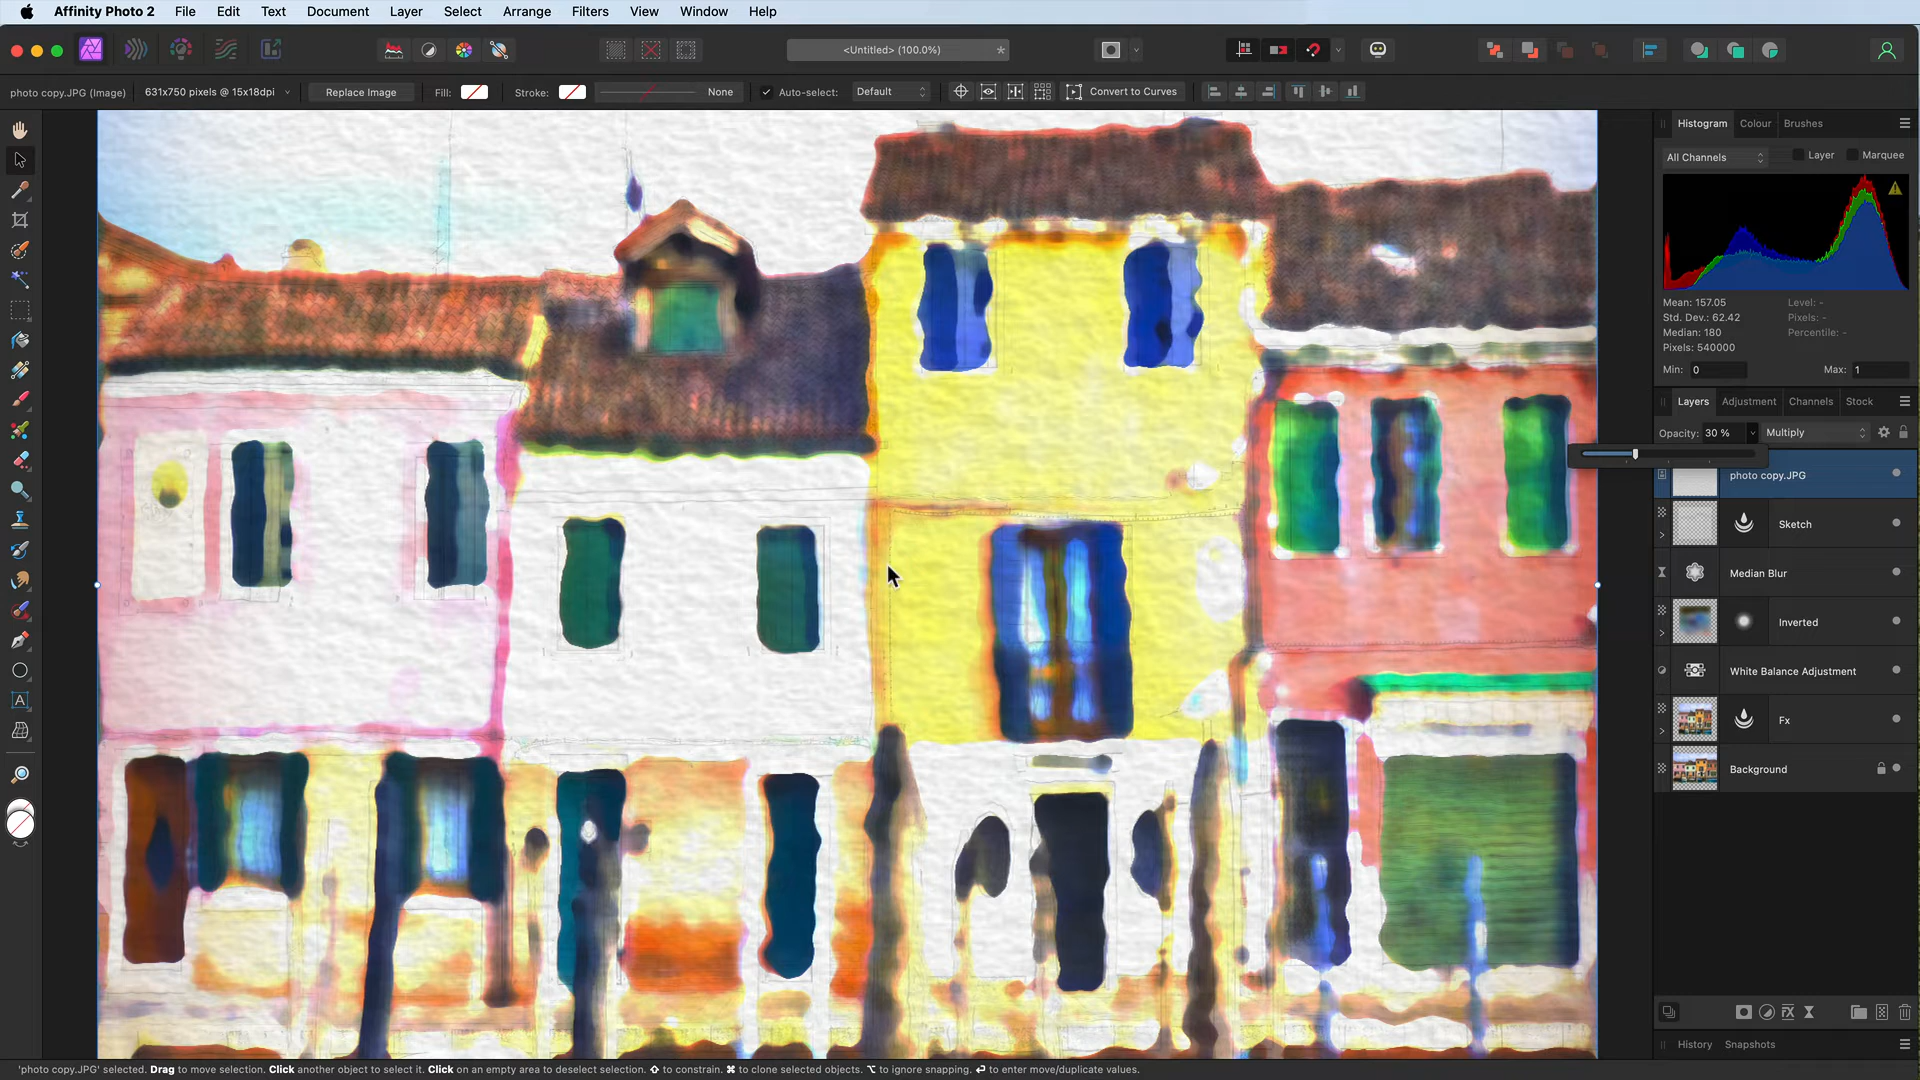 Affinity Photo 2 File Edit Text Document Layer Select Arrange Filters View Window Help
<Untitled> (100.0%)
photo copy.JPG (Image) 631x750 pixels @ 15x18dpi Replace Image Fill: Stroke: None Auto-select: Default Convert to Curves
Histogram Colour Brushes
All Channels Layer Marquee
Mean: 157.05 Level: -
Std. Dev.: 62.42 Pixels: -
Median: 180 Percentile: -
Pixels: 540000
Min: 0 Max: 1
Layers Adjustment Channels Stock
Opacity: 30 % Multiply
photo copy.JPG
Sketch
Median Blur
Inverted
White Balance Adjustment
Fx
Background
History Snapshots
'photo copy.JPG' selected. Drag to move selection. Click another object to select it. Click on an empty area to deselect selection. ⇧ to constrain. ⌘ to clone selected objects. ⌥ to ignore snapping. ⏎ to enter move/duplicate values.